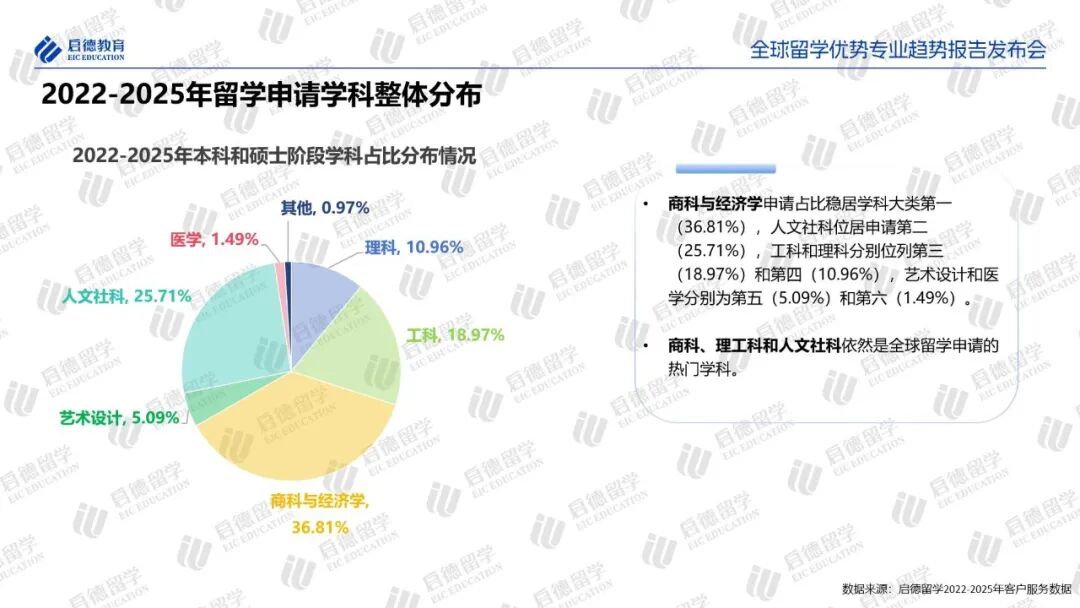 启德教育
EIC EDUCATION
全球留学优势专业趋势报告发布会
2022-2025年留学申请学科整体分布
2022-2025年本科和硕士阶段学科占比分布情况
其他, 0.97%
医学, 1.49%
理科, 10.96%
人文社科, 25.71%
工科, 18.97%
艺术设计, 5.09%
商科与经济学,
36.81%
• 商科与经济学申请占比稳居学科大类第一
（36.81%），人文社科位居申请第二
（25.71%），工科和理科分别位列第三
（18.97%）和第四（10.96%），艺术设计和医
学分别为第五（5.09%）和第六（1.49%）。
• 商科、理工科和人文社科依然是全球留学申请的
热门学科。
数据来源：启德留学2022-2025年客户服务数据
启德留学
EIC EDUCATION